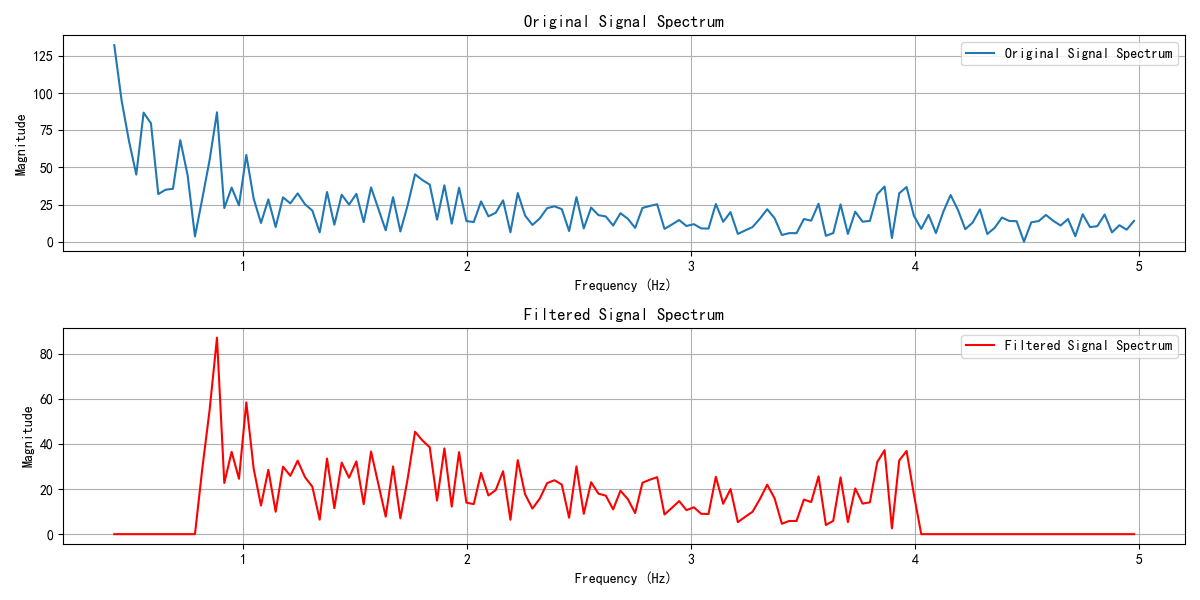 Original Signal Spectrum
Original Signal Spectrum
Magnitude
125
100
75
50
25
0
1
2
3
4
5
Frequency (Hz)
Filtered Signal Spectrum
Filtered Signal Spectrum
Magnitude
80
60
40
20
0
1
2
3
4
5
Frequency (Hz)